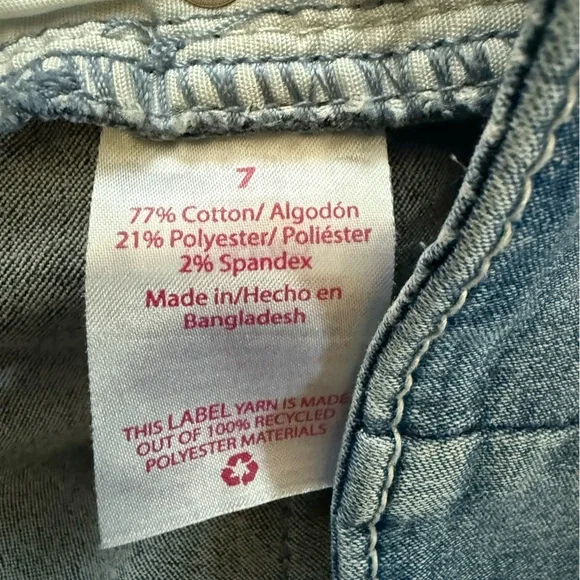 7
77% Cotton/ Algodón
21% Polyester/ Poliéster
2% Spandex
Made in/Hecho en
Bangladesh
THIS LABEL YARN IS MADE
OUT OF 100% RECYCLED
POLYESTER MATERIALS